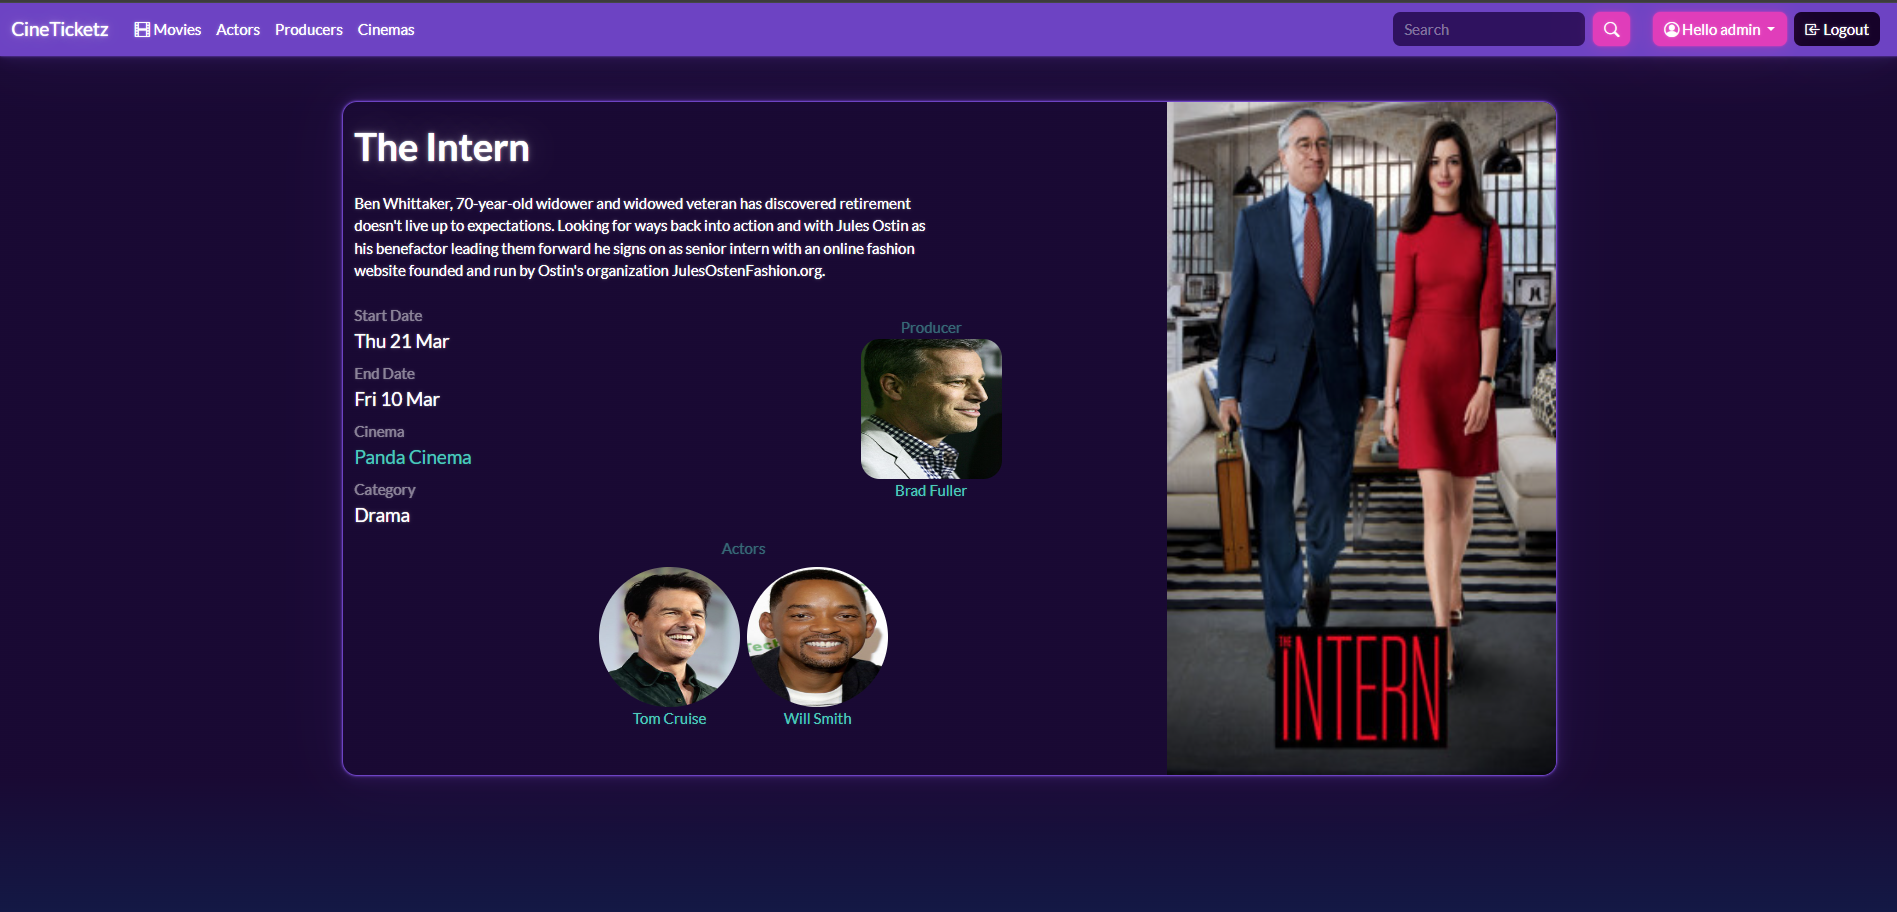 CineTicketz
Movies
Actors
Producers
Cinemas
Search
Hello admin
Logout
The Intern
Ben Whittaker, 70-year-old widower and widowed veteran has discovered retirement
doesn't live up to expectations. Looking for ways back into action and with Jules Ostin as
his benefactor leading them forward he signs on as senior intern with an online fashion
website founded and run by Ostin's organization JulesOstenFashion.org.
Start Date
Thu 21 Mar
End Date
Fri 10 Mar
Cinema
Panda Cinema
Category
Drama
Producer
Brad Fuller
Actors
Tech
Tom Cruise
Will Smith
THE
INTERN